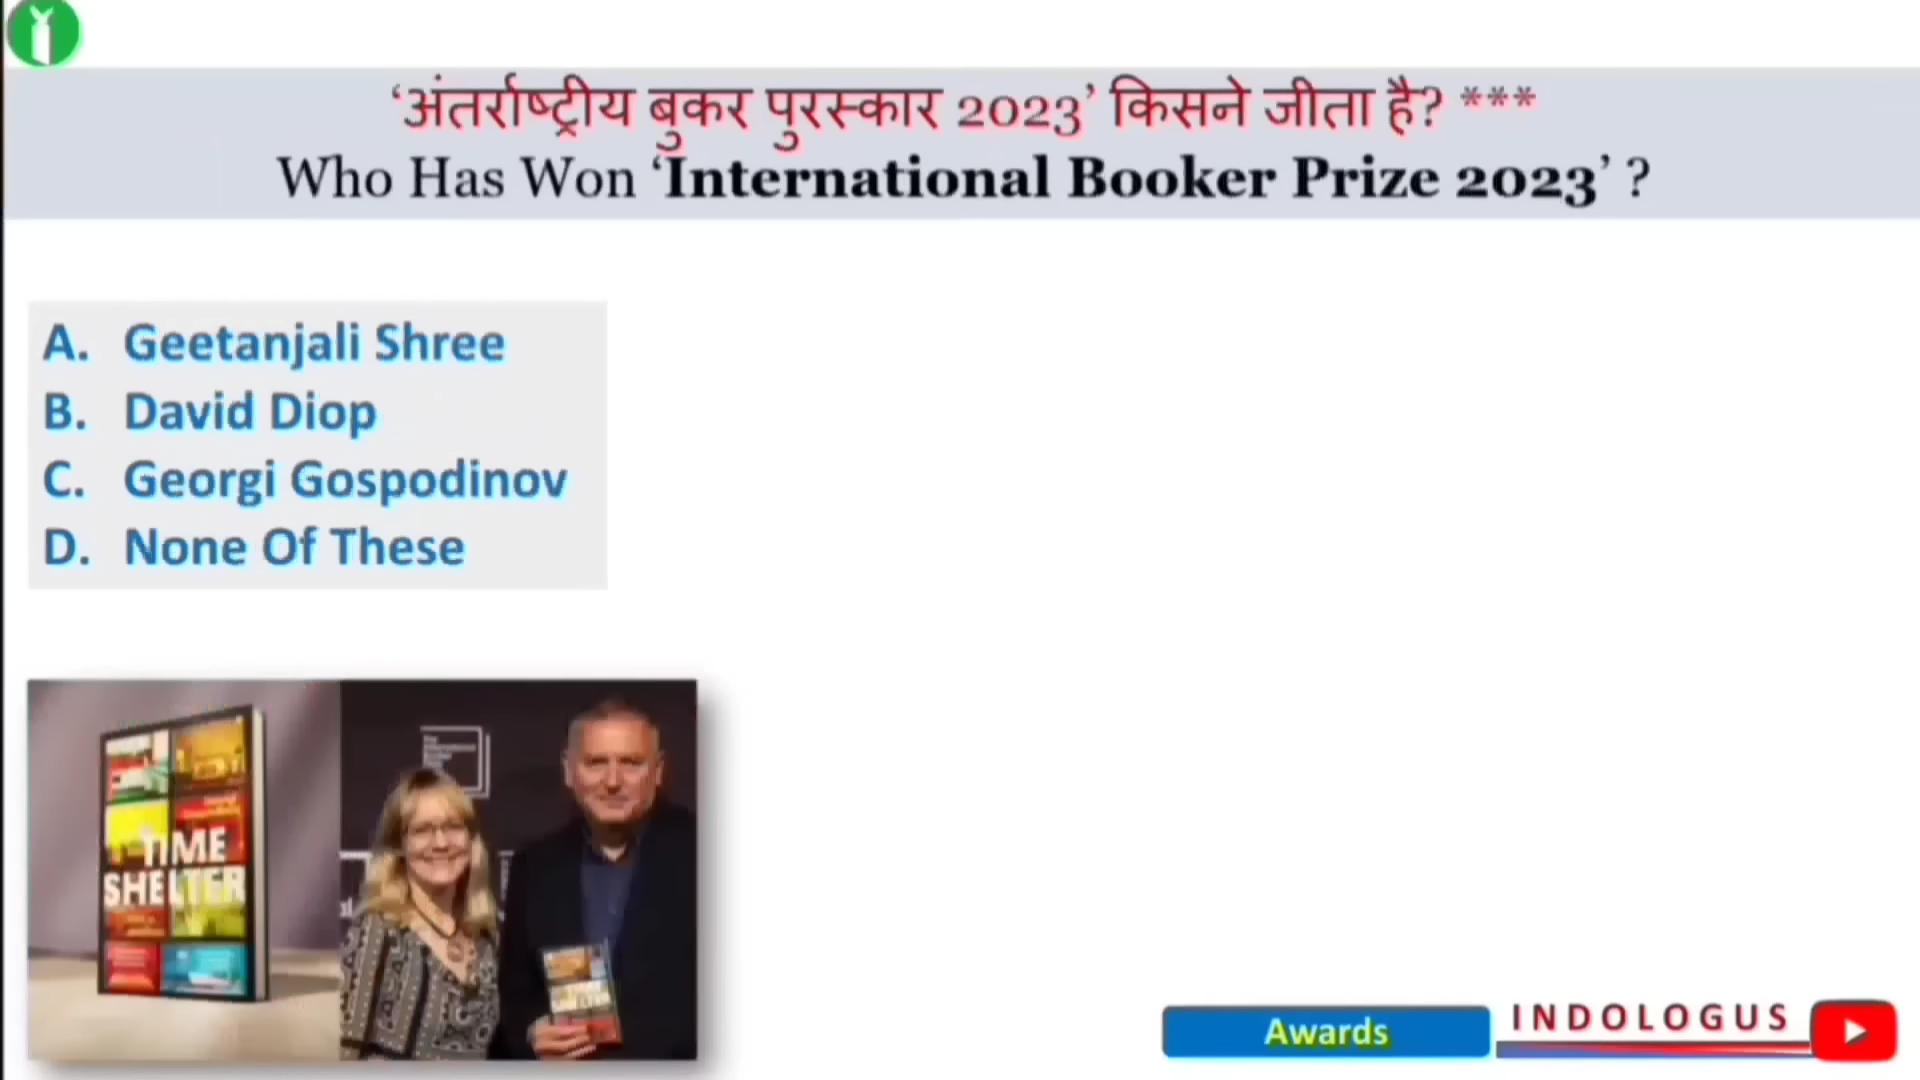 ‘अंतर्राष्ट्रीय बुकर पुरस्कार 2023’ किसने जीता है? ***
Who Has Won ‘International Booker Prize 2023’ ?
A. Geetanjali Shree
B. David Diop
C. Georgi Gospodinov
D. None Of These
TIME
SHELTER
Awards
INDOLOGUS